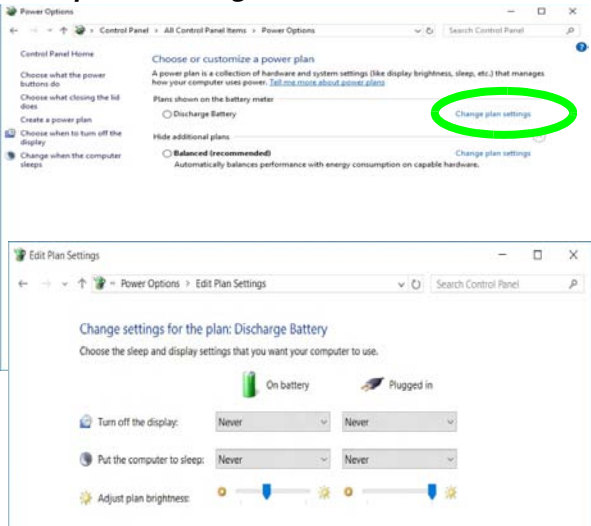 Power Options
Control Panel > All Control Panel Items > Power Options
Search Control Panel
Control Panel Home
Choose what the power
buttons do
Choose what closing the lid
does
Create a power plan
Choose when to turn off the
display
Change when the computer
sleeps
Choose or customize a power plan
A power plan is a collection of hardware and system settings (like display brightness, sleep, etc.) that manages
how your computer uses power. Tell me more about power plans
Plans shown on the battery meter
Discharge Battery
Change plan settings
Hide additional plans
Balanced (recommended)
Change plan settings
Automatically balances performance with energy consumption on capable hardware.
Edit Plan Settings
« Power Options > Edit Plan Settings
Search Control Panel
Change settings for the plan: Discharge Battery
Choose the sleep and display settings that you want your computer to use.
On battery
Plugged in
Turn off the display: Never Never
Put the computer to sleep: Never Never
Adjust plan brightness: